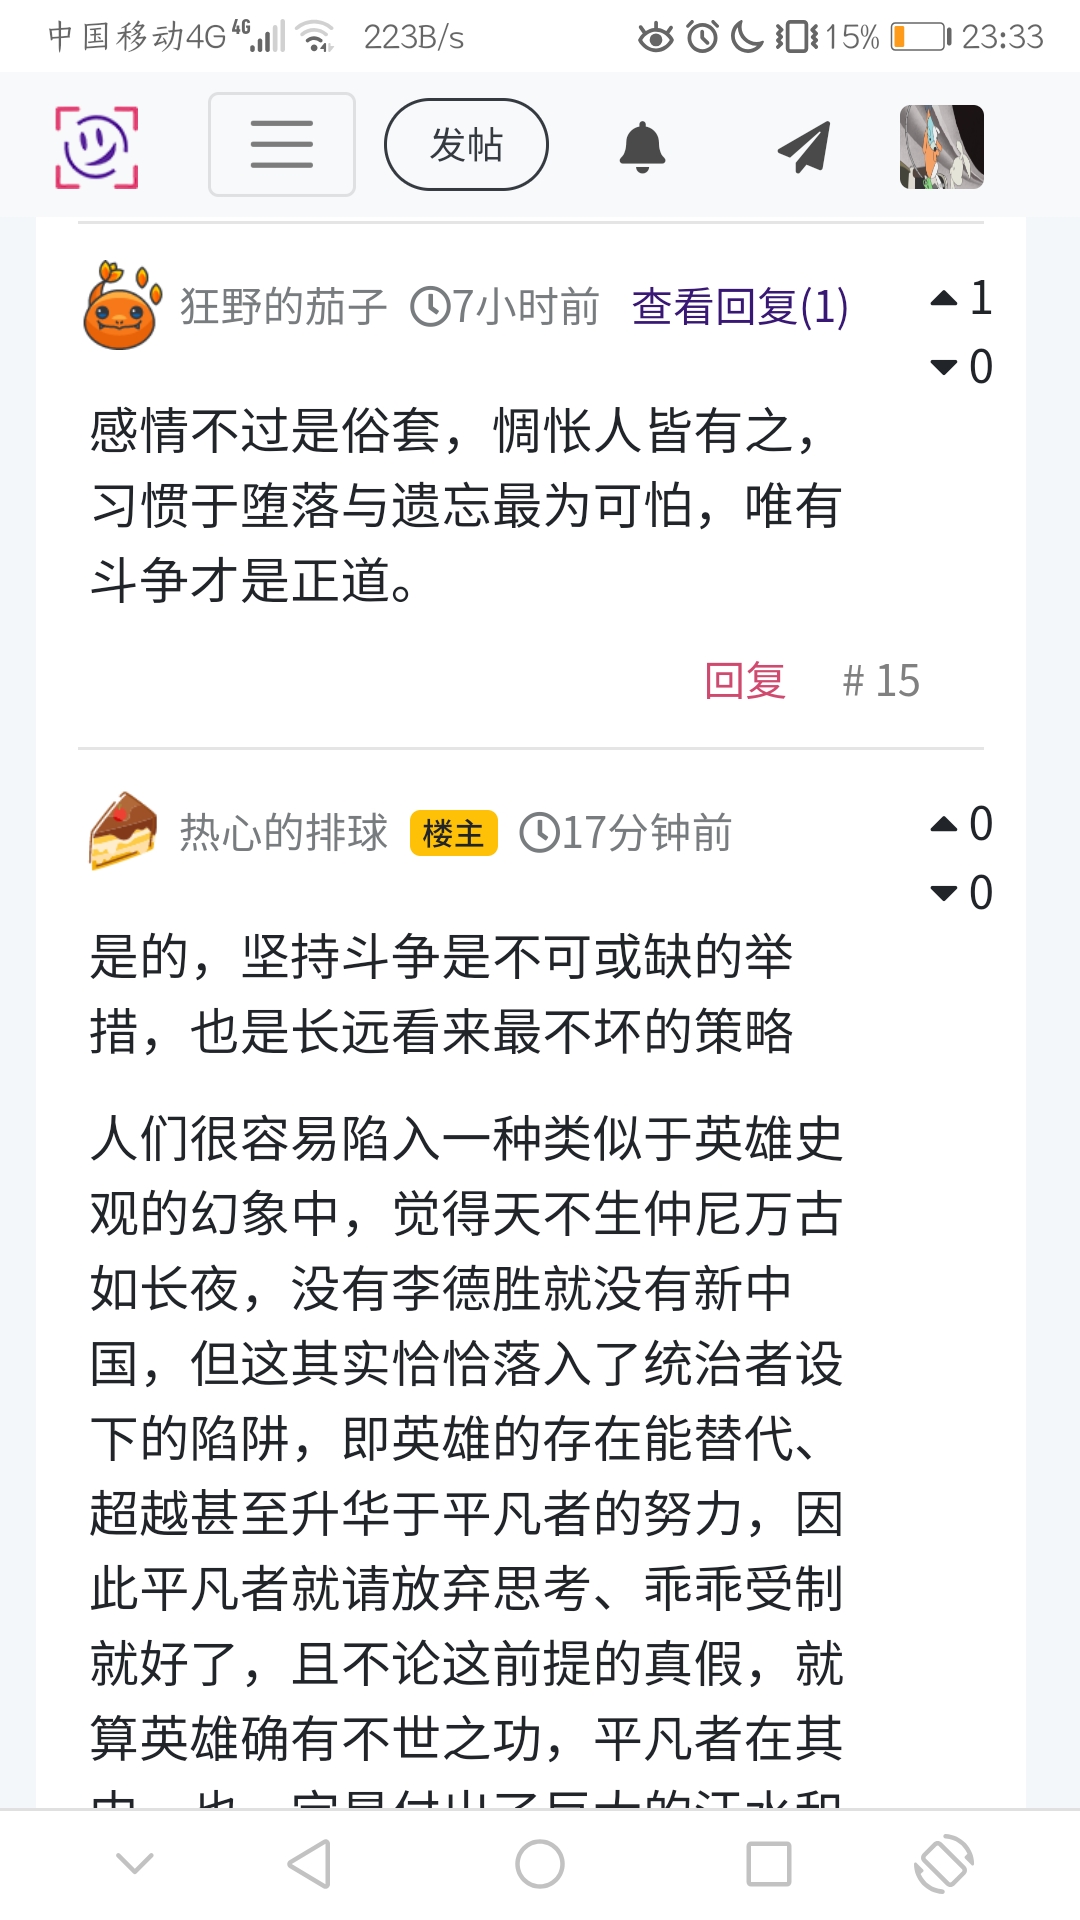 中国移动4G 4G 223B/s 15% 23:33
发帖
狂野的茄子 7小时前 查看回复(1) 1
0
感情不过是俗套，惆怅人皆有之，
习惯于堕落与遗忘最为可怕，唯有
斗争才是正道。
回复 # 15
热心的排球 楼主 17分钟前 0
0
是的，坚持斗争是不可或缺的举
措，也是长远看来最不坏的策略
人们很容易陷入一种类似于英雄史
观的幻象中，觉得天不生仲尼万古
如长夜，没有李德胜就没有新中
国，但这其实恰恰落入了统治者设
下的陷阱，即英雄的存在能替代、
超越甚至升华于平凡者的努力，因
此平凡者就请放弃思考、乖乖受制
就好了，且不论这前提的真假，就
算英雄确有不世之功，平凡者在其